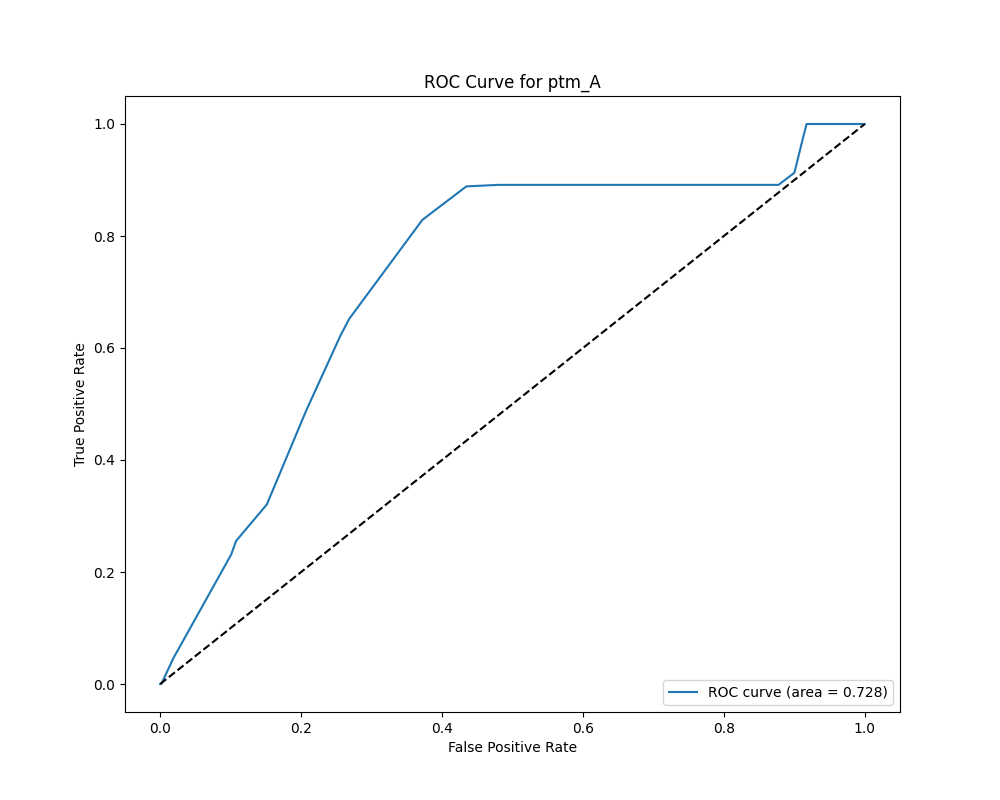 ROC Curve for ptm_A
True Positive Rate
1.0
0.8
0.6
0.4
0.2
0.0
0.0 0.2 0.4 0.6 0.8 1.0
False Positive Rate
ROC curve (area = 0.728)